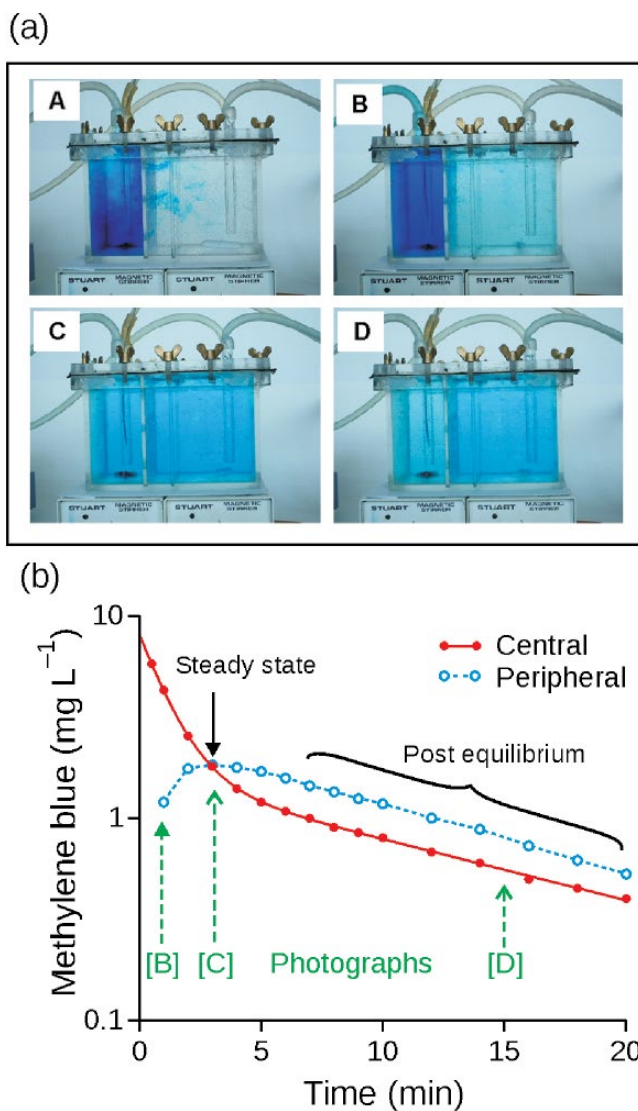 (a)
A
B
STUART MAGNETIC STIRRER STUART MAGNETIC STIRRER
STUART MAGNETIC STIRRER STUART MAGNETIC STIRRER
C
D
STUART MAGNETIC STIRRER STUART MAGNETIC STIRRER
STUART MAGNETIC STIRRER STUART MAGNETIC STIRRER
(b)
Methylene blue (mg L⁻¹)
10
1
0.1
Steady state
Central
Peripheral
Post equilibrium
[B] [C] Photographs [D]
0 5 10 15 20
Time (min)